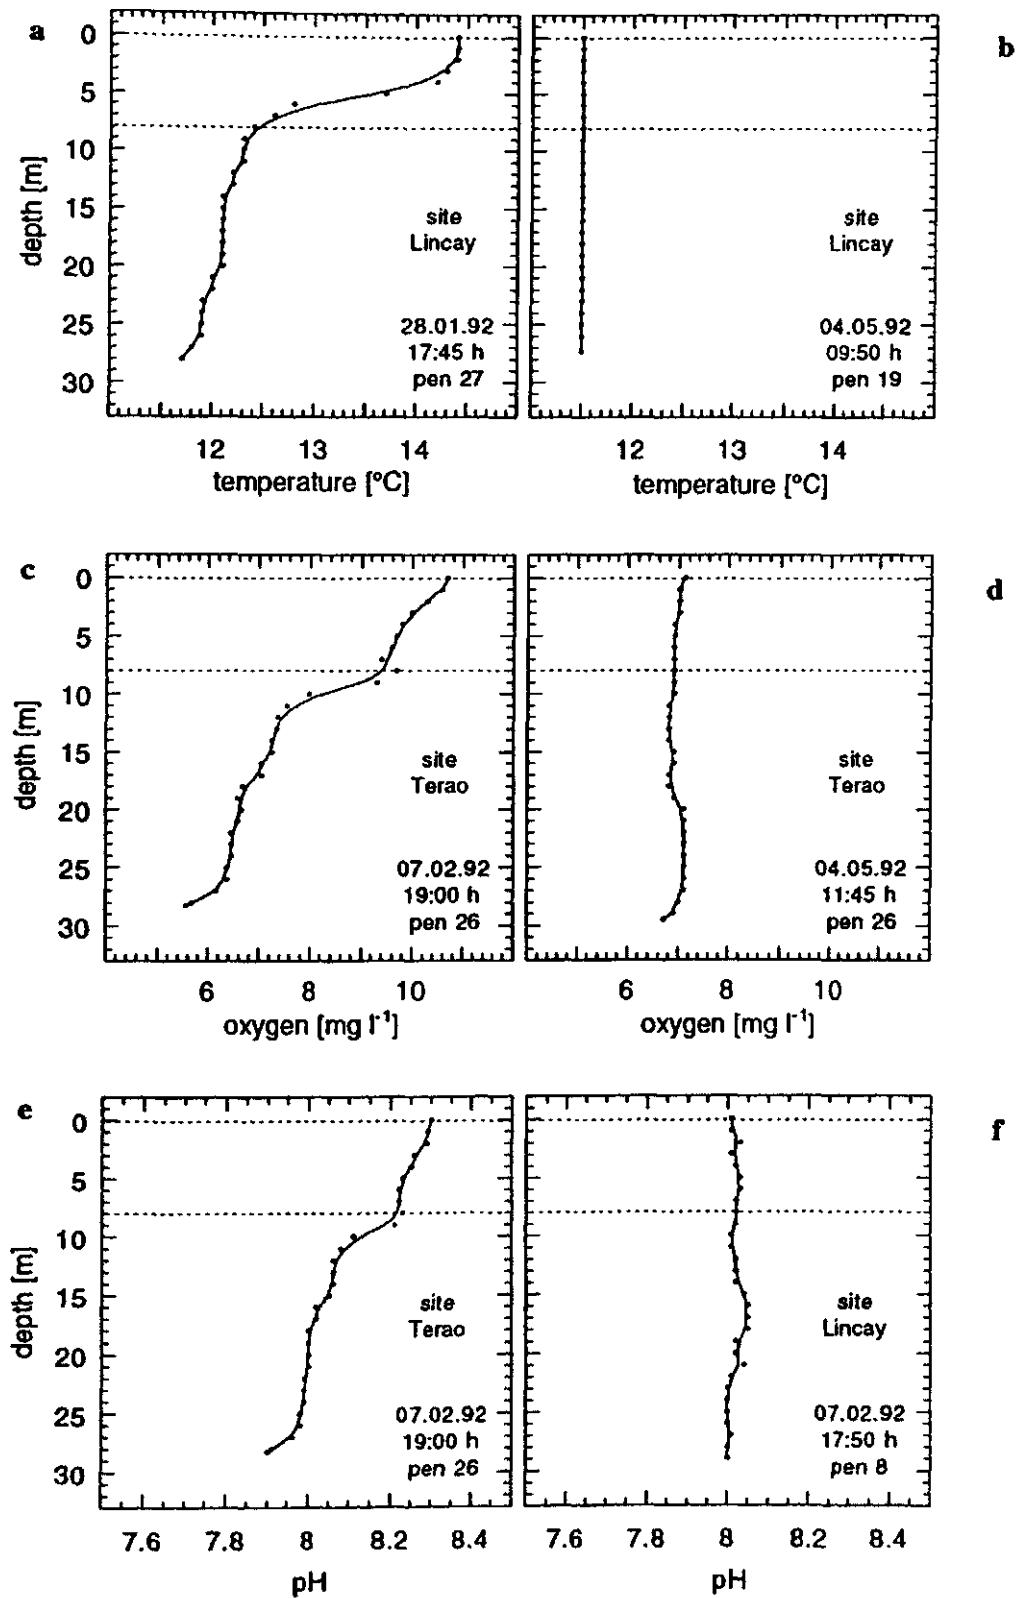 a
b
0
5
10
15
20
25
30
depth [m]
site
Lincay
28.01.92
17:45 h
pen 27
site
Lincay
04.05.92
09:50 h
pen 19
12 13 14
12 13 14
temperature [°C]
temperature [°C]
c
d
0
5
10
15
20
25
30
depth [m]
site
Terao
07.02.92
19:00 h
pen 26
site
Terao
04.05.92
11:45 h
pen 26
6 8 10
6 8 10
oxygen [mg l⁻¹]
oxygen [mg l⁻¹]
e
f
0
5
10
15
20
25
30
depth [m]
site
Terao
07.02.92
19:00 h
pen 26
site
Lincay
07.02.92
17:50 h
pen 8
7.6 7.8 8 8.2 8.4
7.6 7.8 8 8.2 8.4
pH
pH